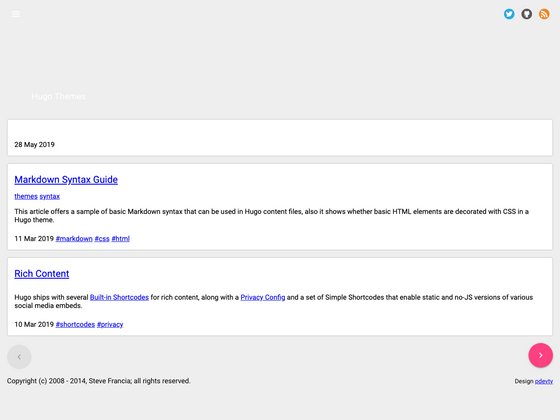 Hugo Themes
28 May 2019
Markdown Syntax Guide
themes syntax
This article offers a sample of basic Markdown syntax that can be used in Hugo content files, also it shows whether basic HTML elements are decorated with CSS in a
Hugo theme.
11 Mar 2019 #markdown #css #html
Rich Content
Hugo ships with several Built-in Shortcodes for rich content, along with a Privacy Config and a set of Simple Shortcodes that enable static and no-JS versions of various
social media embeds.
10 Mar 2019 #shortcodes #privacy
Copyright (c) 2008 - 2014, Steve Francia; all rights reserved.
Design pdevty